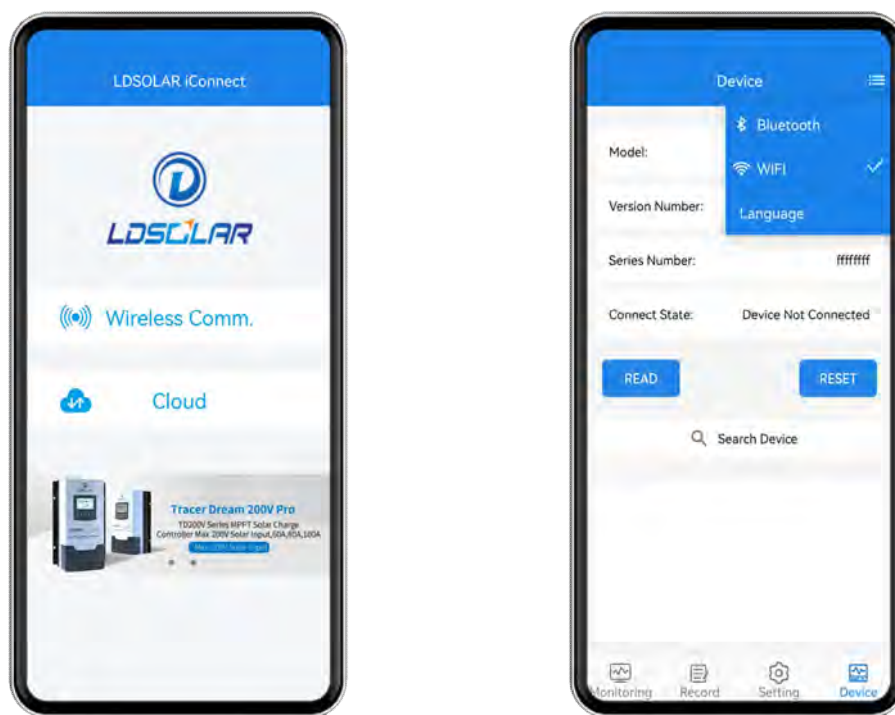 LDSOLAR iConnect
LDSOLAR
Wireless Comm.
Cloud
Tracer Dream 200V Pro
TD200V Series MPPT Solar Charge
Controller Max 200V Solar Input,60A,80A,100A
Device
Bluetooth
Model:
WIFI
Version Number:
Language
Series Number:
ffffffff
Connect State:
Device Not Connected
READ
RESET
Search Device
Monitoring
Record
Setting
Device